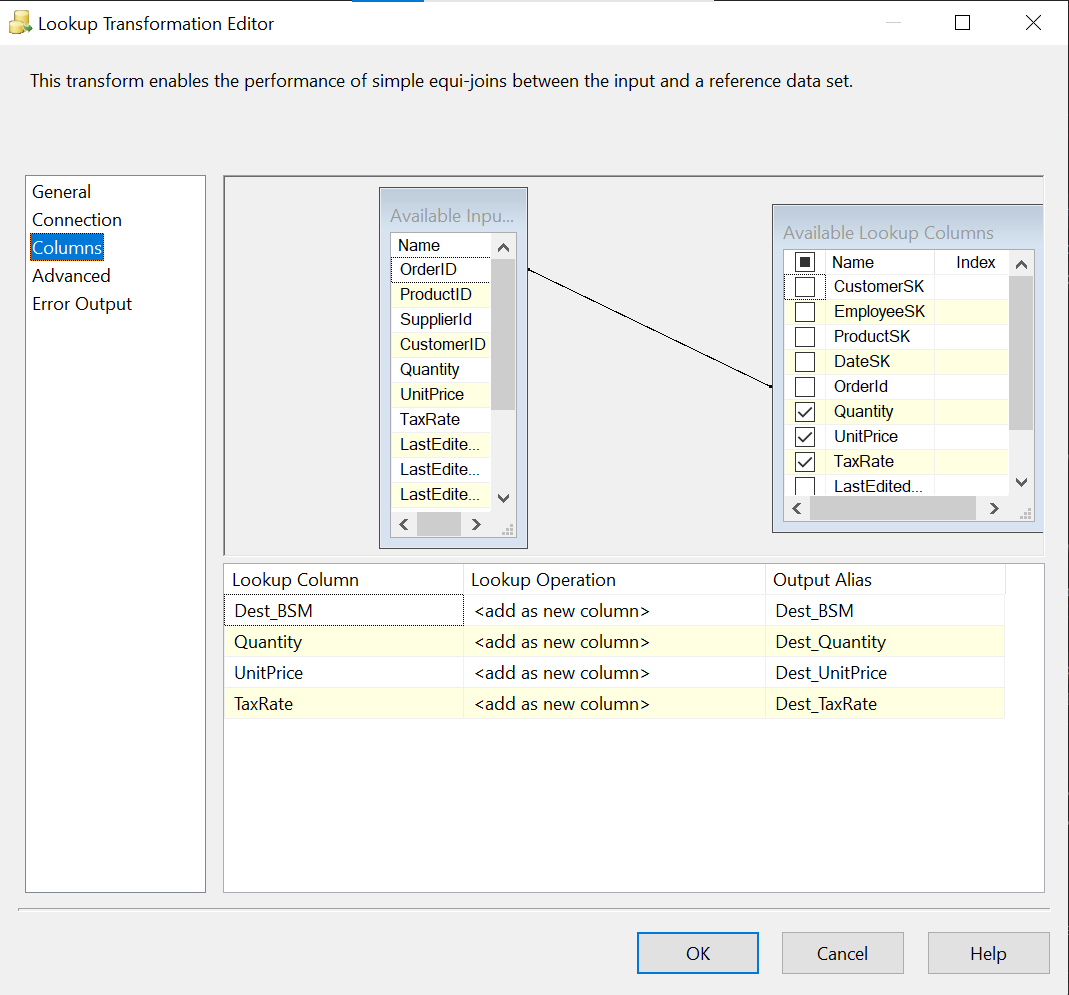 Lookup Transformation Editor
This transform enables the performance of simple equi-joins between the input and a reference data set.
General
Connection
Columns
Advanced
Error Output
Available Inpu...
Name
OrderID
ProductID
SupplierId
CustomerID
Quantity
UnitPrice
TaxRate
LastEdite...
LastEdite...
LastEdite...
Available Lookup Columns
Name Index
CustomerSK
EmployeeSK
ProductSK
DateSK
OrderId
Quantity
UnitPrice
TaxRate
LastEdited...
Lookup Column Lookup Operation Output Alias
Dest_BSM <add as new column> Dest_BSM
Quantity <add as new column> Dest_Quantity
UnitPrice <add as new column> Dest_UnitPrice
TaxRate <add as new column> Dest_TaxRate
OK Cancel Help